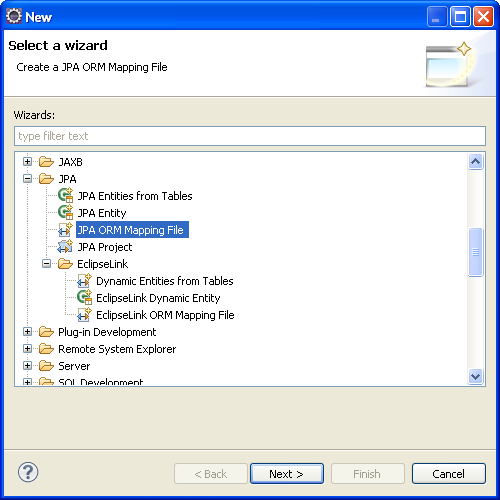 New
Select a wizard
Create a JPA ORM Mapping File
Wizards:
type filter text
JAXB
JPA
JPA Entities from Tables
JPA Entity
JPA ORM Mapping File
JPA Project
EclipseLink
Dynamic Entities from Tables
EclipseLink Dynamic Entity
EclipseLink ORM Mapping File
Plug-in Development
Remote System Explorer
Server
SQL Development
< Back Next > Finish Cancel